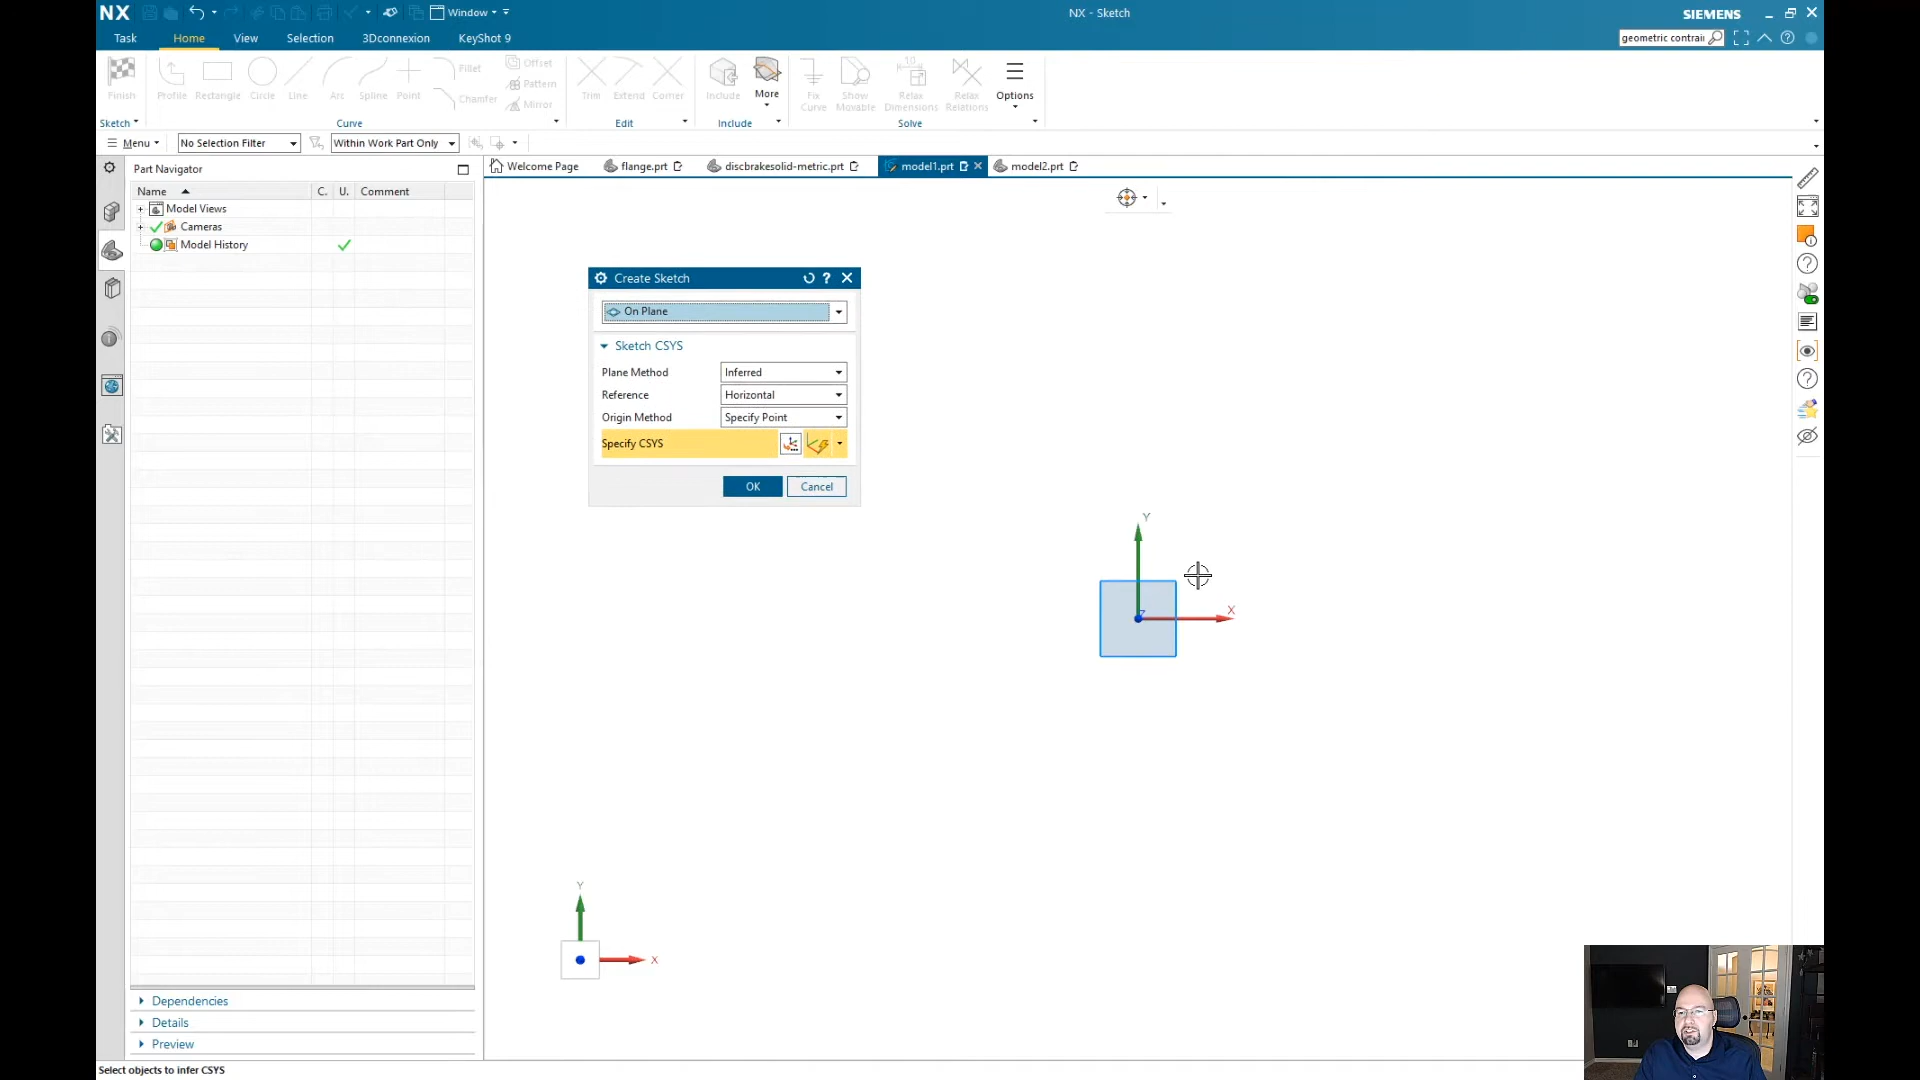 NX
Window
NX - Sketch
SIEMENS
Task
Home
View
Selection
3Dconnexion
KeyShot 9
geometric contrai
Finish
Profile
Rectangle
Circle
Line
Arc
Spline
Point
Fillet
Chamfer
Offset
Pattern
Mirror
Trim
Extend
Corner
Include
More
Fix
Curve
Show
Movable
10
Relax
Dimensions
Relax
Relations
Options
Sketch
Curve
Edit
Include
Solve
Menu
No Selection Filter
Within Work Part Only
Part Navigator
Welcome Page
flange.prt
discbrakesolid-metric.prt
model1.prt
model2.prt
Name
C.
U.
Comment
Model Views
Cameras
Model History
Create Sketch
On Plane
Sketch CSYS
Plane Method
Inferred
Reference
Horizontal
Origin Method
Specify Point
Specify CSYS
OK
Cancel
Y
X
Z
Y
X
Dependencies
Details
Preview
Select objects to infer CSYS